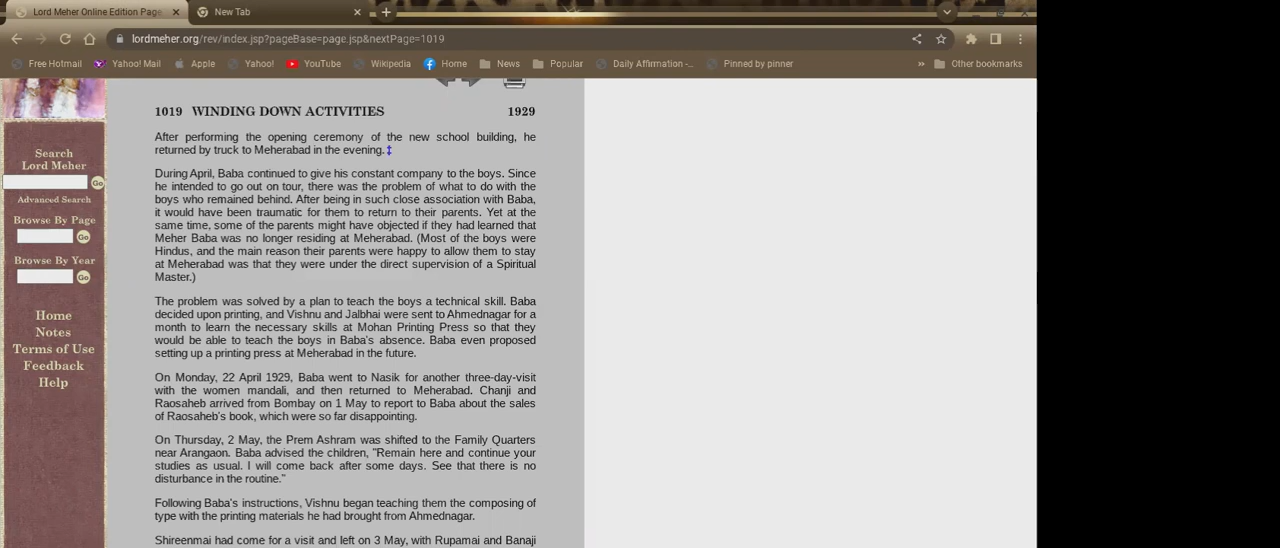 Lord Meher Online Edition Page
New Tab
lordmeher.org/rev/index.jsp?pageBase=page.jsp&nextPage=1019
Free Hotmail Yahoo! Mail Apple Yahoo! YouTube Wikipedia Home News Popular Daily Affirmation -... Pinned by pinner » Other bookmarks
Search
Lord Meher
Go
Advanced Search
Browse By Page
Go
Browse By Year
Go
Home
Notes
Terms of Use
Feedback
Help
1019 WINDING DOWN ACTIVITIES 1929
After performing the opening ceremony of the new school building, he
returned by truck to Meherabad in the evening.‡
During April, Baba continued to give his constant company to the boys. Since
he intended to go out on tour, there was the problem of what to do with the
boys who remained behind. After being in such close association with Baba,
it would have been traumatic for them to return to their parents. Yet at the
same time, some of the parents might have objected if they had learned that
Meher Baba was no longer residing at Meherabad. (Most of the boys were
Hindus, and the main reason their parents were happy to allow them to stay
at Meherabad was that they were under the direct supervision of a Spiritual
Master.)
The problem was solved by a plan to teach the boys a technical skill. Baba
decided upon printing, and Vishnu and Jalbhai were sent to Ahmednagar for a
month to learn the necessary skills at Mohan Printing Press so that they
would be able to teach the boys in Baba's absence. Baba even proposed
setting up a printing press at Meherabad in the future.
On Monday, 22 April 1929, Baba went to Nasik for another three-day-visit
with the women mandali, and then returned to Meherabad. Chanji and
Raosaheb arrived from Bombay on 1 May to report to Baba about the sales
of Raosaheb's book, which were so far disappointing.
On Thursday, 2 May, the Prem Ashram was shifted to the Family Quarters
near Arangaon. Baba advised the children, "Remain here and continue your
studies as usual. I will come back after some days. See that there is no
disturbance in the routine."
Following Baba's instructions, Vishnu began teaching them the composing of
type with the printing materials he had brought from Ahmednagar.
Shireenmai had come for a visit and left on 3 May, with Rupamai and Banaji